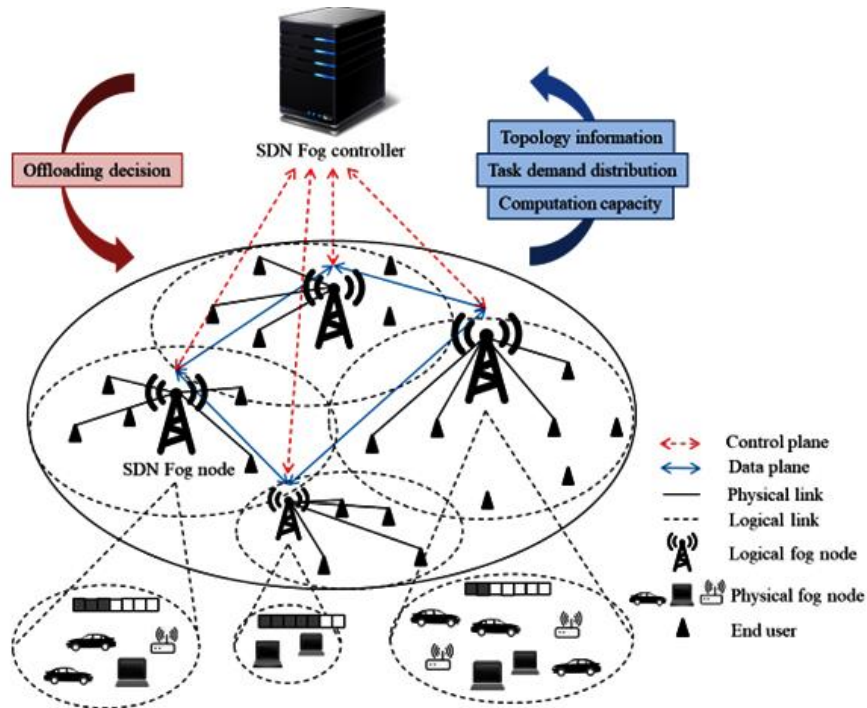 SDN Fog controller
Offloading decision
Topology information
Task demand distribution
Computation capacity
SDN Fog node
Control plane
Data plane
Physical link
Logical link
Logical fog node
Physical fog node
End user